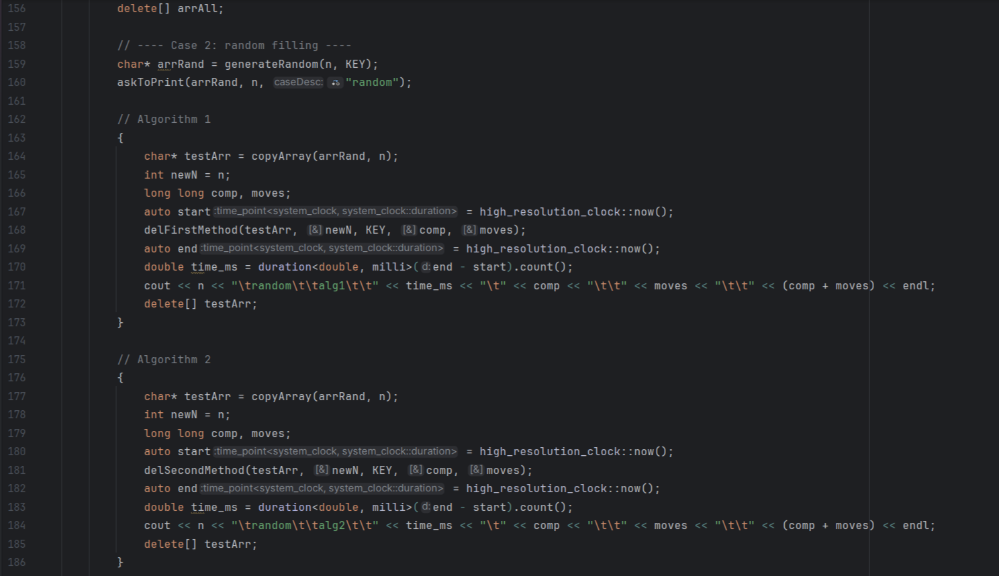 156 delete[] arrAll;
157
158 // ---- Case 2: random filling ----
159 char* arrRand = generateRandom(n, KEY);
160 askToPrint(arrRand, n, caseDesc: "random");
161
162 // Algorithm 1
163 {
164 char* testArr = copyArray(arrRand, n);
165 int newN = n;
166 long long comp, moves;
167 auto start :time_point<system_clock, system_clock::duration> = high_resolution_clock::now();
168 delFirstMethod(testArr, [&] newN, KEY, [&] comp, [&] moves);
169 auto end :time_point<system_clock, system_clock::duration> = high_resolution_clock::now();
170 double time_ms = duration<double, milli>( d: end - start).count();
171 cout << n << "\trandom\t\talg1\t\t" << time_ms << "\t" << comp << "\t\t" << moves << "\t\t" << (comp + moves) << endl;
172 delete[] testArr;
173 }
174
175 // Algorithm 2
176 {
177 char* testArr = copyArray(arrRand, n);
178 int newN = n;
179 long long comp, moves;
180 auto start :time_point<system_clock, system_clock::duration> = high_resolution_clock::now();
181 delSecondMethod(testArr, [&] newN, KEY, [&] comp, [&] moves);
182 auto end :time_point<system_clock, system_clock::duration> = high_resolution_clock::now();
183 double time_ms = duration<double, milli>( d: end - start).count();
184 cout << n << "\trandom\t\talg2\t\t" << time_ms << "\t" << comp << "\t\t" << moves << "\t\t" << (comp + moves) << endl;
185 delete[] testArr;
186 }